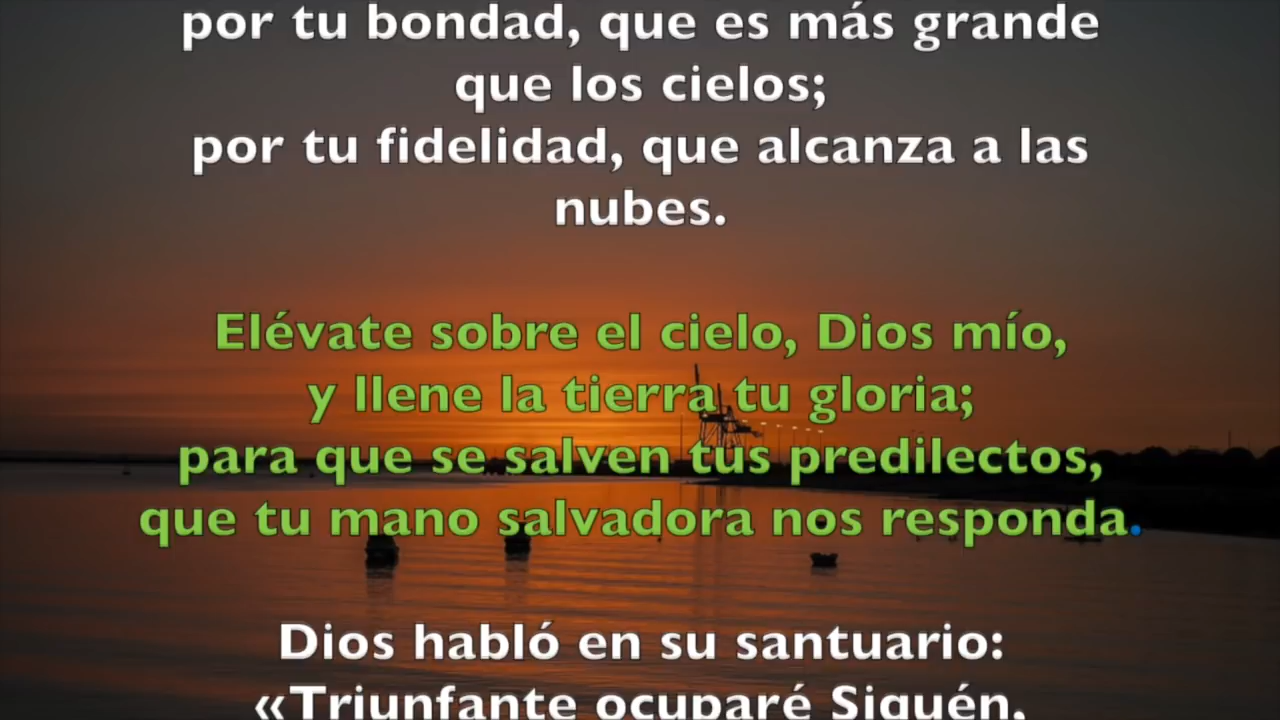 por tu bondad, que es más grande
que los cielos;
por tu fidelidad, que alcanza a las
nubes.
Elévate sobre el cielo, Dios mío,
y llene la tierra tu gloria;
para que se salven tus predilectos,
que tu mano salvadora nos responda.
Dios habló en su santuario:
«Triunfante ocuparé Siquén,